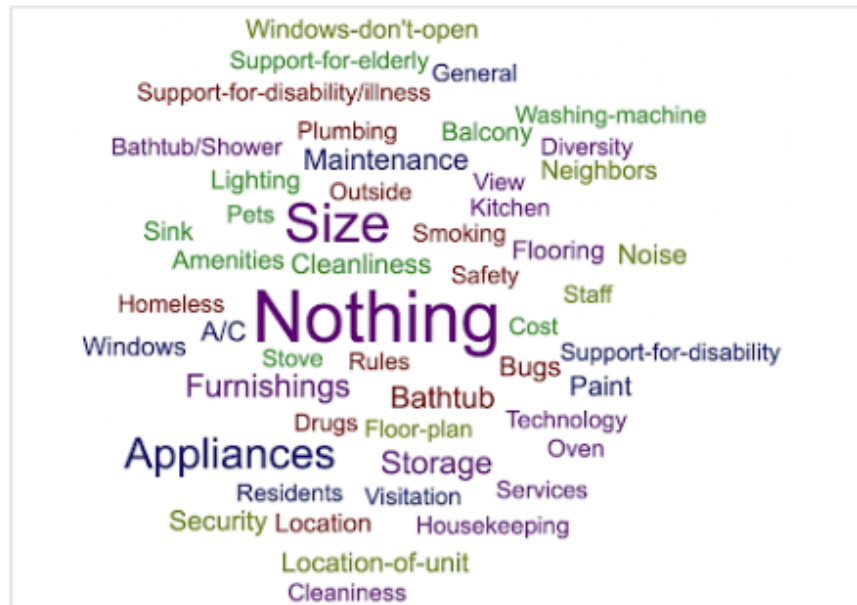 Windows-don't-open
Support-for-elderly
General
Support-for-disability/illness
Washing-machine
Plumbing
Balcony
Bathtub/Shower
Maintenance
Diversity
Neighbors
Lighting
Outside
View
Pets
Size
Kitchen
Sink
Smoking
Flooring
Noise
Amenities
Cleanliness
Safety
Homeless
A/C
Nothing
Staff
Cost
Windows
Stove
Rules
Bugs
Support-for-disability
Furnishings
Bathtub
Paint
Drugs
Floor-plan
Technology
Appliances
Storage
Oven
Residents
Visitation
Services
Security
Location
Housekeeping
Location-of-unit
Cleaniness